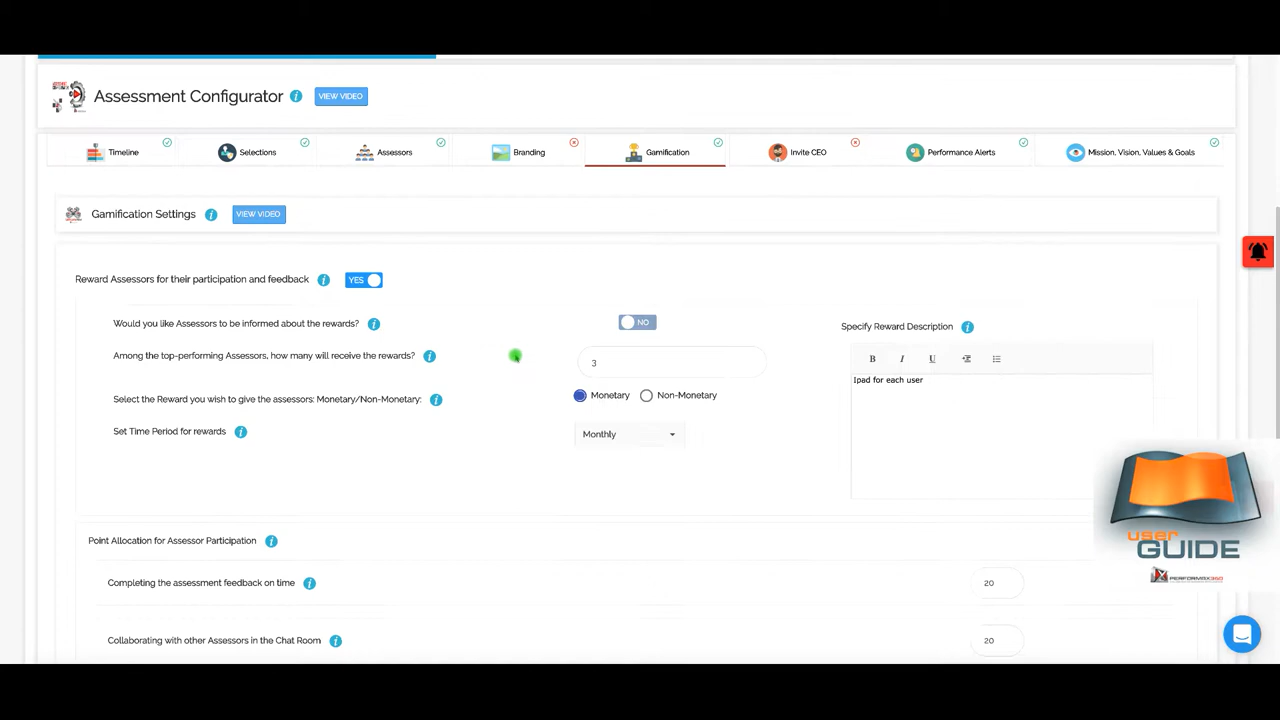 Assessment Configurator i VIEW VIDEO
Timeline
Selections
Assessors
Branding
Gamification
Invite CEO
Performance Alerts
Mission, Vision, Values & Goals
Gamification Settings i VIEW VIDEO
Reward Assessors for their participation and feedback i YES
Would you like Assessors to be informed about the rewards? i NO
Among the top-performing Assessors, how many will receive the rewards? i 3
Select the Reward you wish to give the assessors: Monetary/Non-Monetary: i Monetary Non-Monetary
Set Time Period for rewards i Monthly
Specify Reward Description i
B I U
Ipad for each user
Point Allocation for Assessor Participation i
Completing the assessment feedback on time i 20
Collaborating with other Assessors in the Chat Room i 20
user
GUIDE
PERFORMAX360